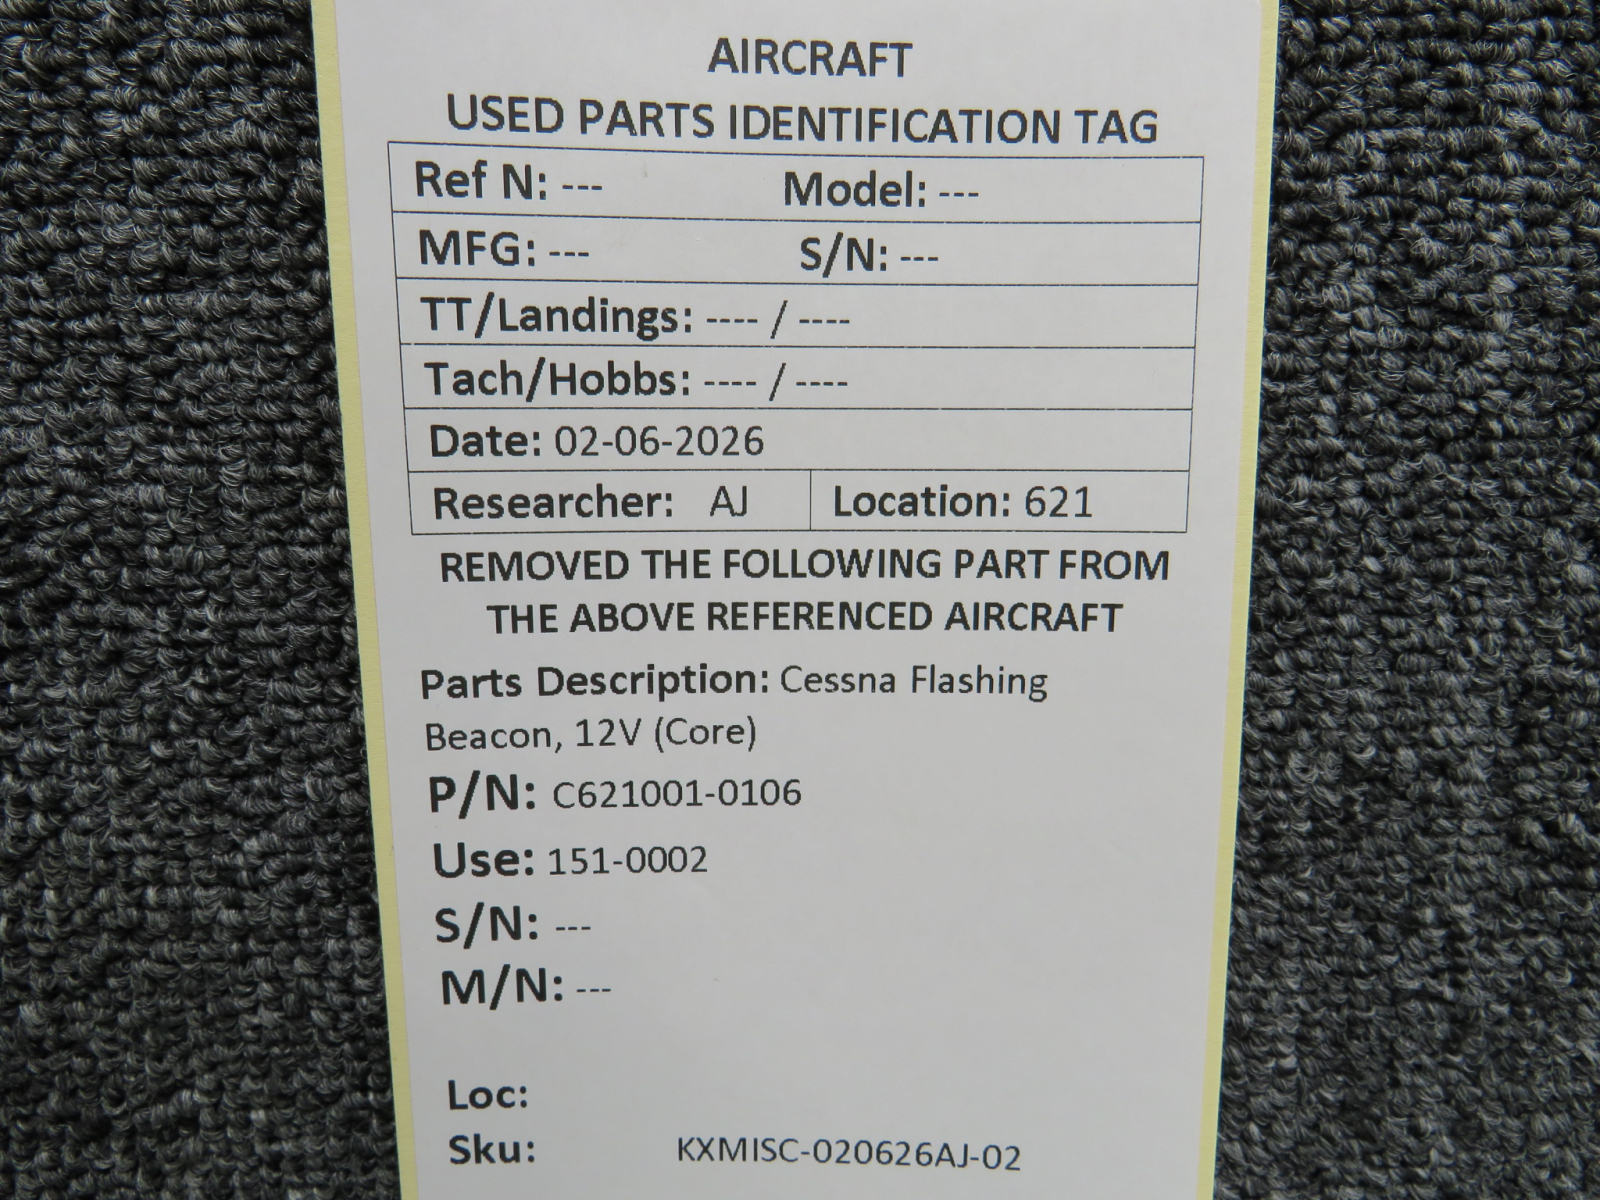 AIRCRAFT
USED PARTS IDENTIFICATION TAG
Ref N: --- Model: ---
MFG: --- S/N: ---
TT/Landings: ---- / ----
Tach/Hobbs: ---- / ----
Date: 02-06-2026
Researcher: AJ Location: 621
REMOVED THE FOLLOWING PART FROM
THE ABOVE REFERENCED AIRCRAFT
Parts Description: Cessna Flashing
Beacon, 12V (Core)
P/N: C621001-0106
Use: 151-0002
S/N: ---
M/N: ---
Loc:
Sku: KXMISC-020626AJ-02